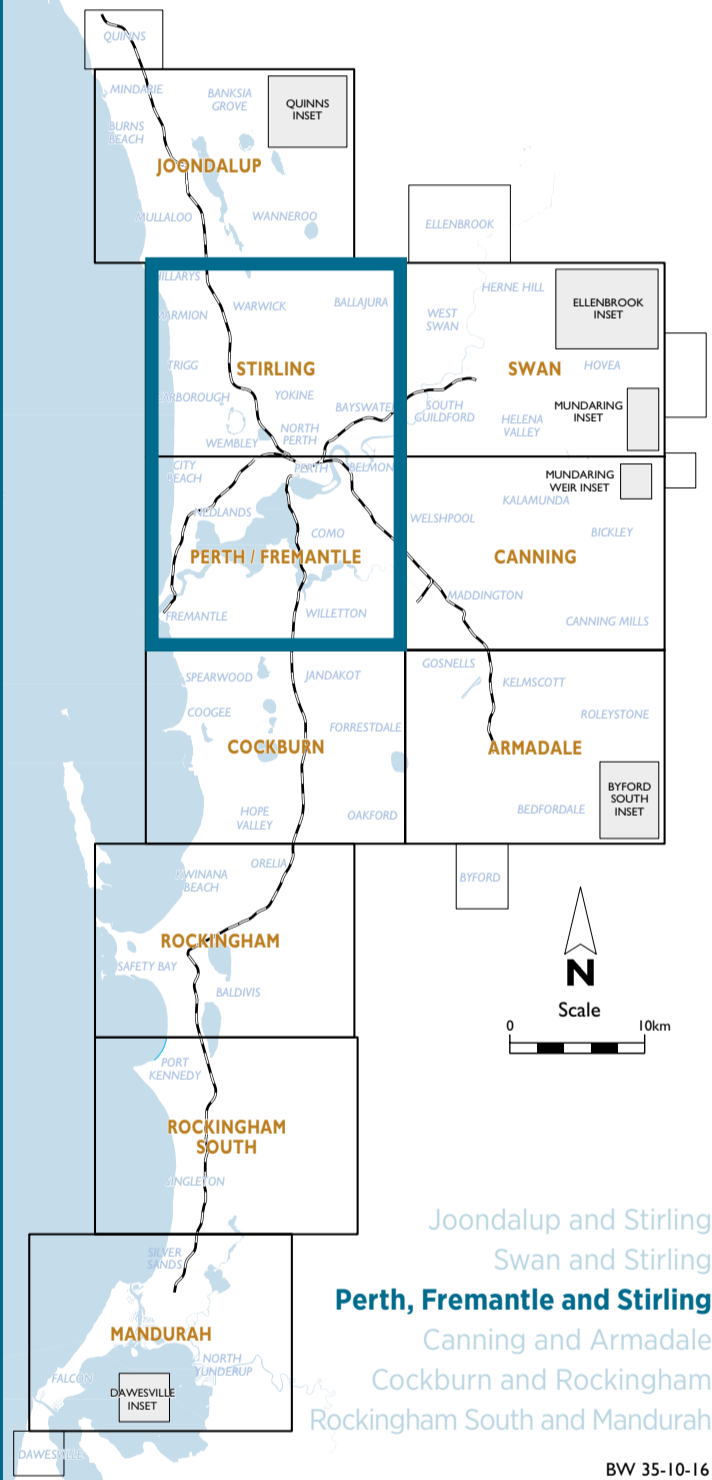 QUINNS
MINDARIE
BANKSIA
GROVE
QUINNS
INSET
BURNS
BEACH
JOONDALUP
MULLALOO
WANNEROO
ELLENBROOK
HILLARYS
HERNE HILL
MARMION
WARWICK
BALLAJURA
WEST
SWAN
ELLENBROOK
INSET
TRIGG
STIRLING
SWAN
HOVEA
SCARBOROUGH
YOKINE
BAYSWATER
SOUTH
GUILDFORD
MUNDARING
INSET
WEMBLEY
NORTH
PERTH
HELENA
VALLEY
CITY
BEACH
PERTH
BELMONT
MUNDARING
WEIR INSET
KALAMUNDA
NEDLANDS
WELSHPOOL
COMO
BICKLEY
PERTH / FREMANTLE
CANNING
MADDINGTON
FREMANTLE
WILLETTON
CANNING MILLS
SPEARWOOD
JANDAKOT
GOSNELLS
KELMSCOTT
COOGEE
FORRESTDALE
ROLEYSTONE
COCKBURN
ARMADALE
HOPE
VALLEY
OAKFORD
BEDFORDALE
BYFORD
SOUTH
INSET
ORELIA
KWINANA
BEACH
BYFORD
ROCKINGHAM
SAFETY BAY
BALDIVIS
N
Scale
0 10km
PORT
KENNEDY
ROCKINGHAM
SOUTH
SINGLETON
SILVER
SANDS
MANDURAH
NORTH
YUNDERUP
FALCON
DAWESVILLE
INSET
DAWESVILLE
Joondalup and Stirling
Swan and Stirling
Perth, Fremantle and Stirling
Canning and Armadale
Cockburn and Rockingham
Rockingham South and Mandurah
BW 35-10-16